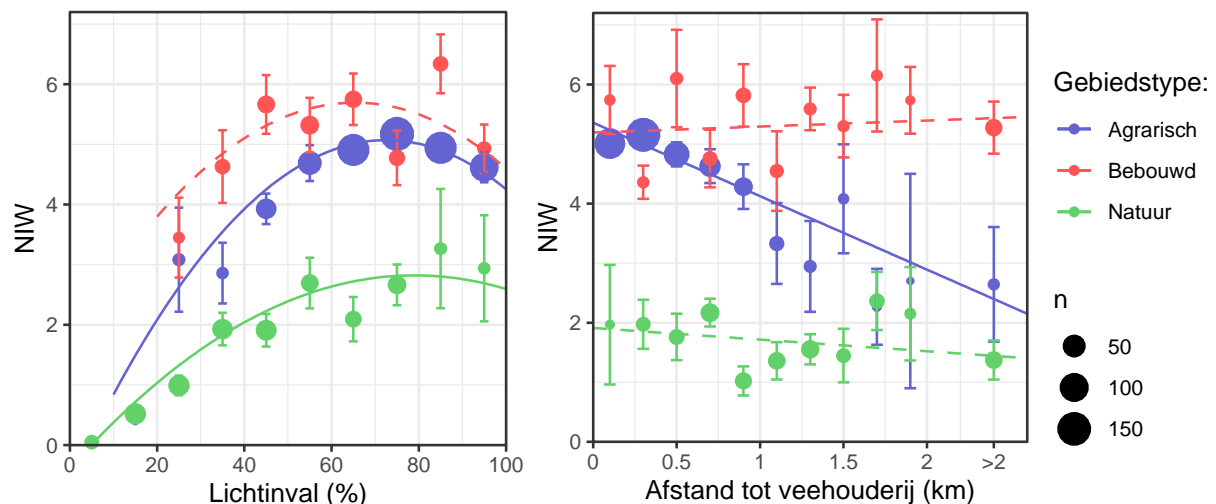 6
4
2
0
NIW
0 20 40 60 80 100
Lichtinval (%)
6
4
2
0
NIW
0 0.5 1 1.5 2 >2
Afstand tot veehouderij (km)
Gebiedstype:
Agrarisch
Bebouwd
Natuur
n
50
100
150